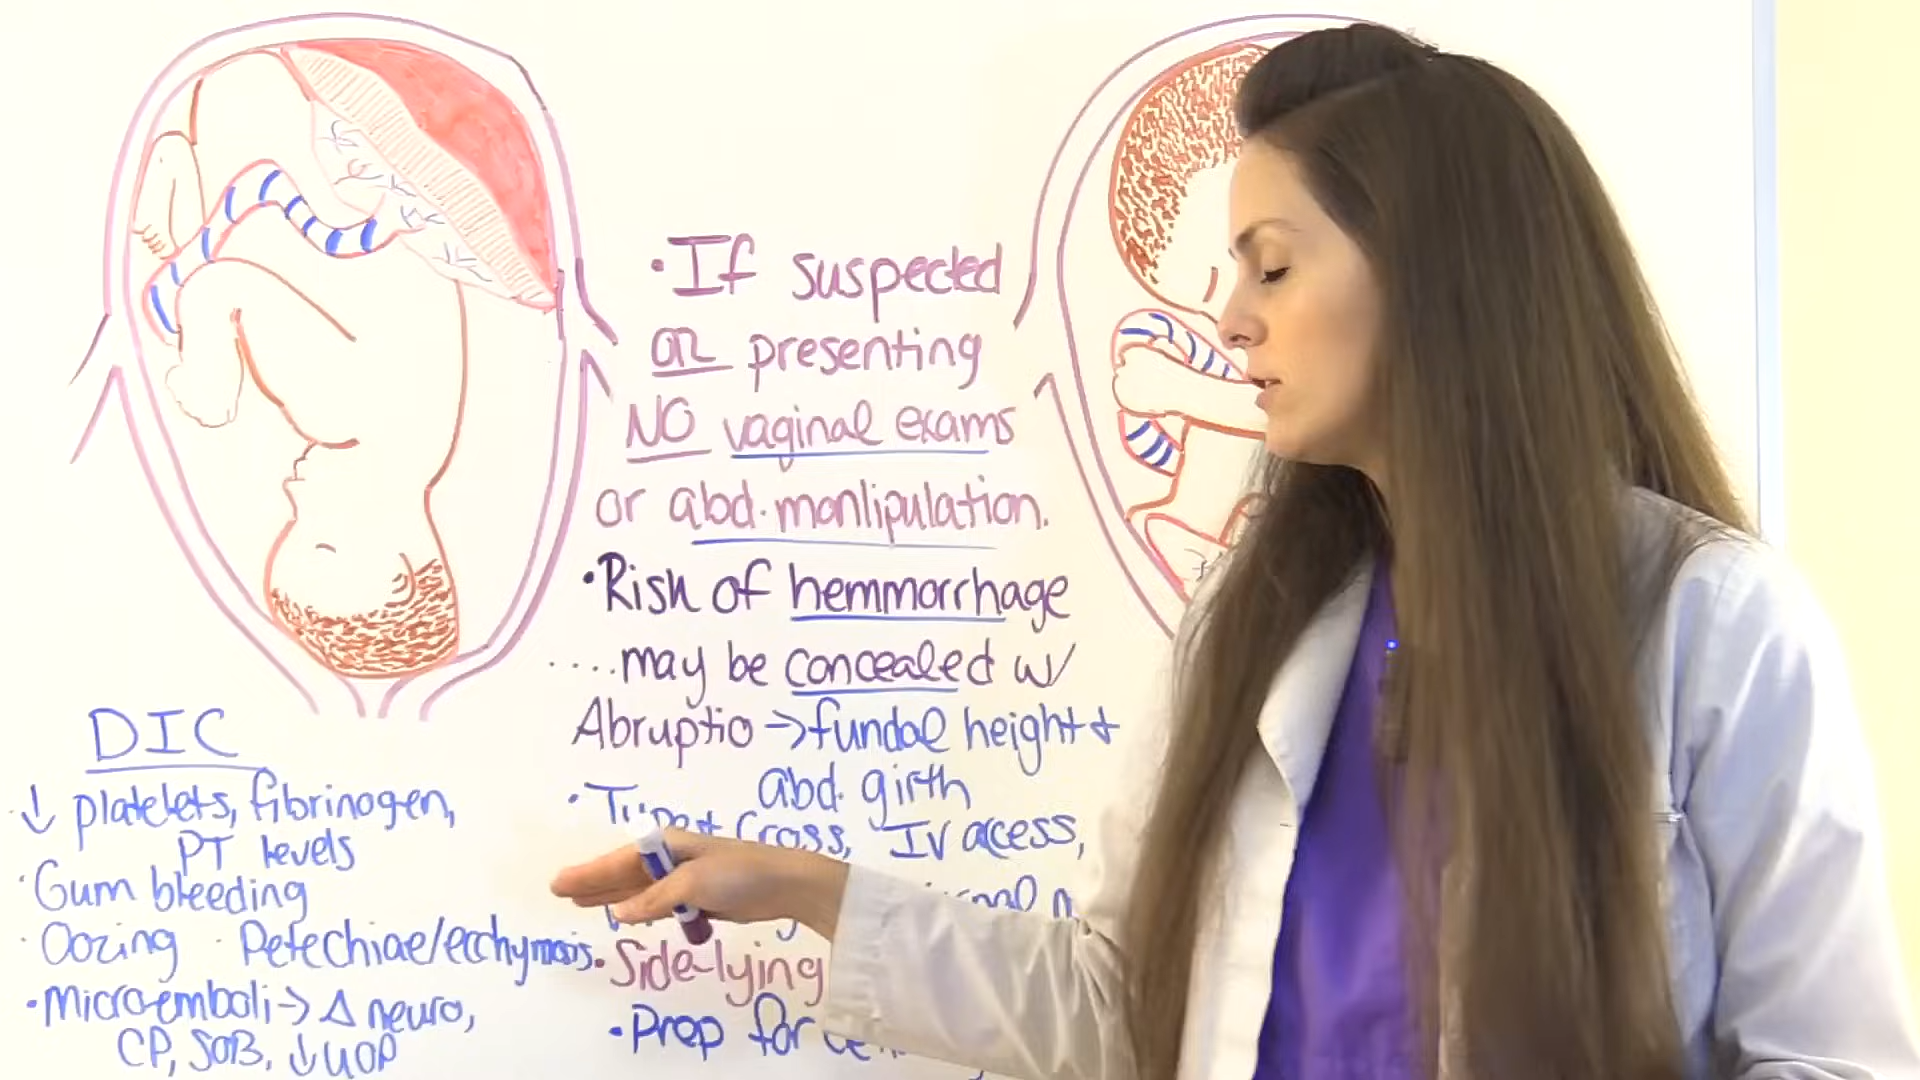 • If suspected
OR presenting
NO vaginal exams
or abd. manlipulation.
• Risk of hemmorrhage
....may be concealed w/
Abruptio → fundal height +
abd. girth
Cross, IV access,
• Side-lying
• Prep for
DIC
↓ platelets, fibrinogen,
PT levels
· Gum bleeding
· Oozing · Petechiae/ecchymosis
• Microemboli → Δ neuro,
CP, SOB, ↓ UOP